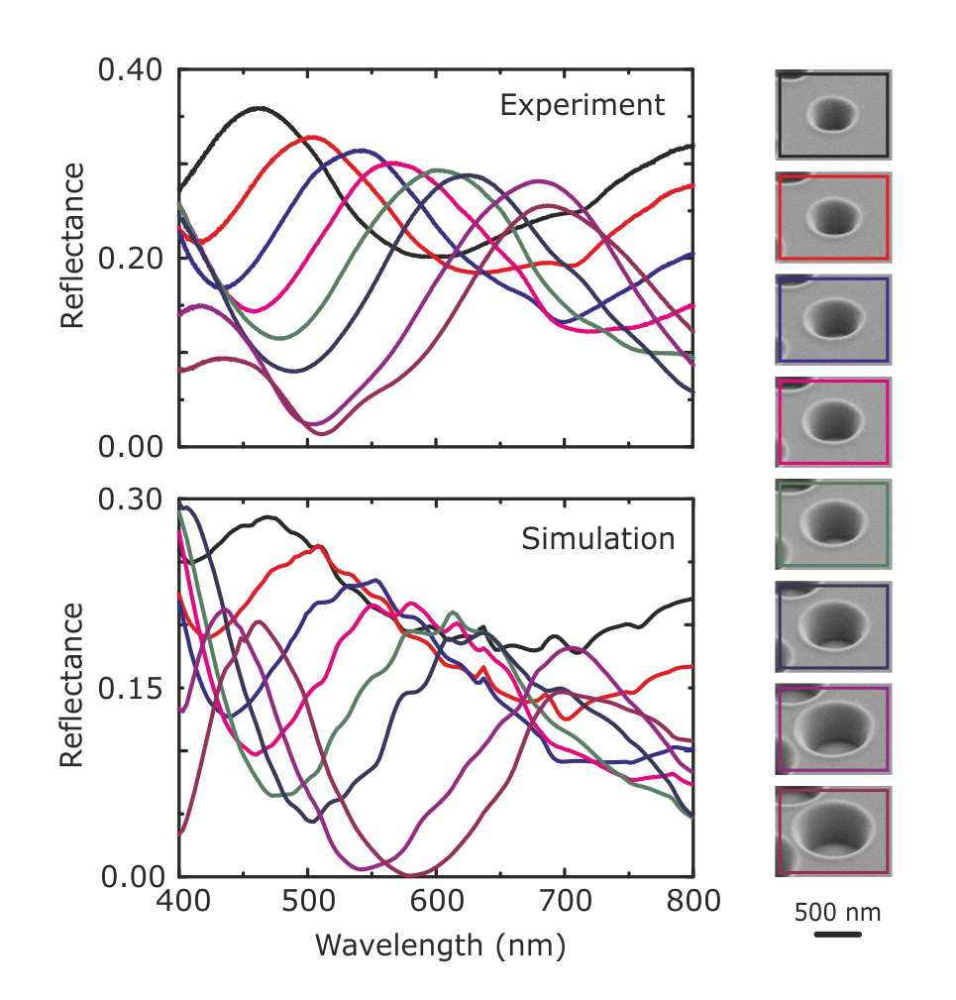 0.40
Experiment
Reflectance
0.20
0.00
0.30
Simulation
Reflectance
0.15
0.00
400 500 600 700 800
Wavelength (nm)
500 nm